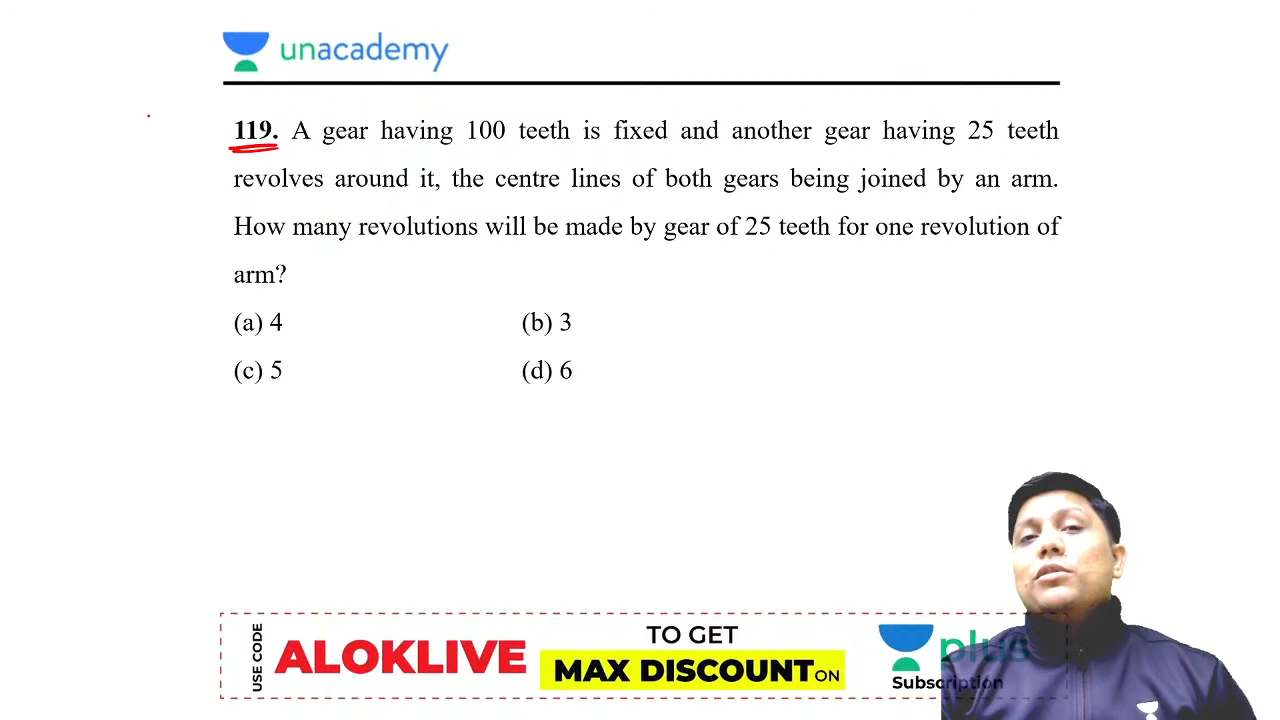 unacademy
119. A gear having 100 teeth is fixed and another gear having 25 teeth
revolves around it, the centre lines of both gears being joined by an arm.
How many revolutions will be made by gear of 25 teeth for one revolution of
arm?
(a) 4 (b) 3
(c) 5 (d) 6
USE CODE
ALOKLIVE
TO GET
MAX DISCOUNT ON
plus
Subscription